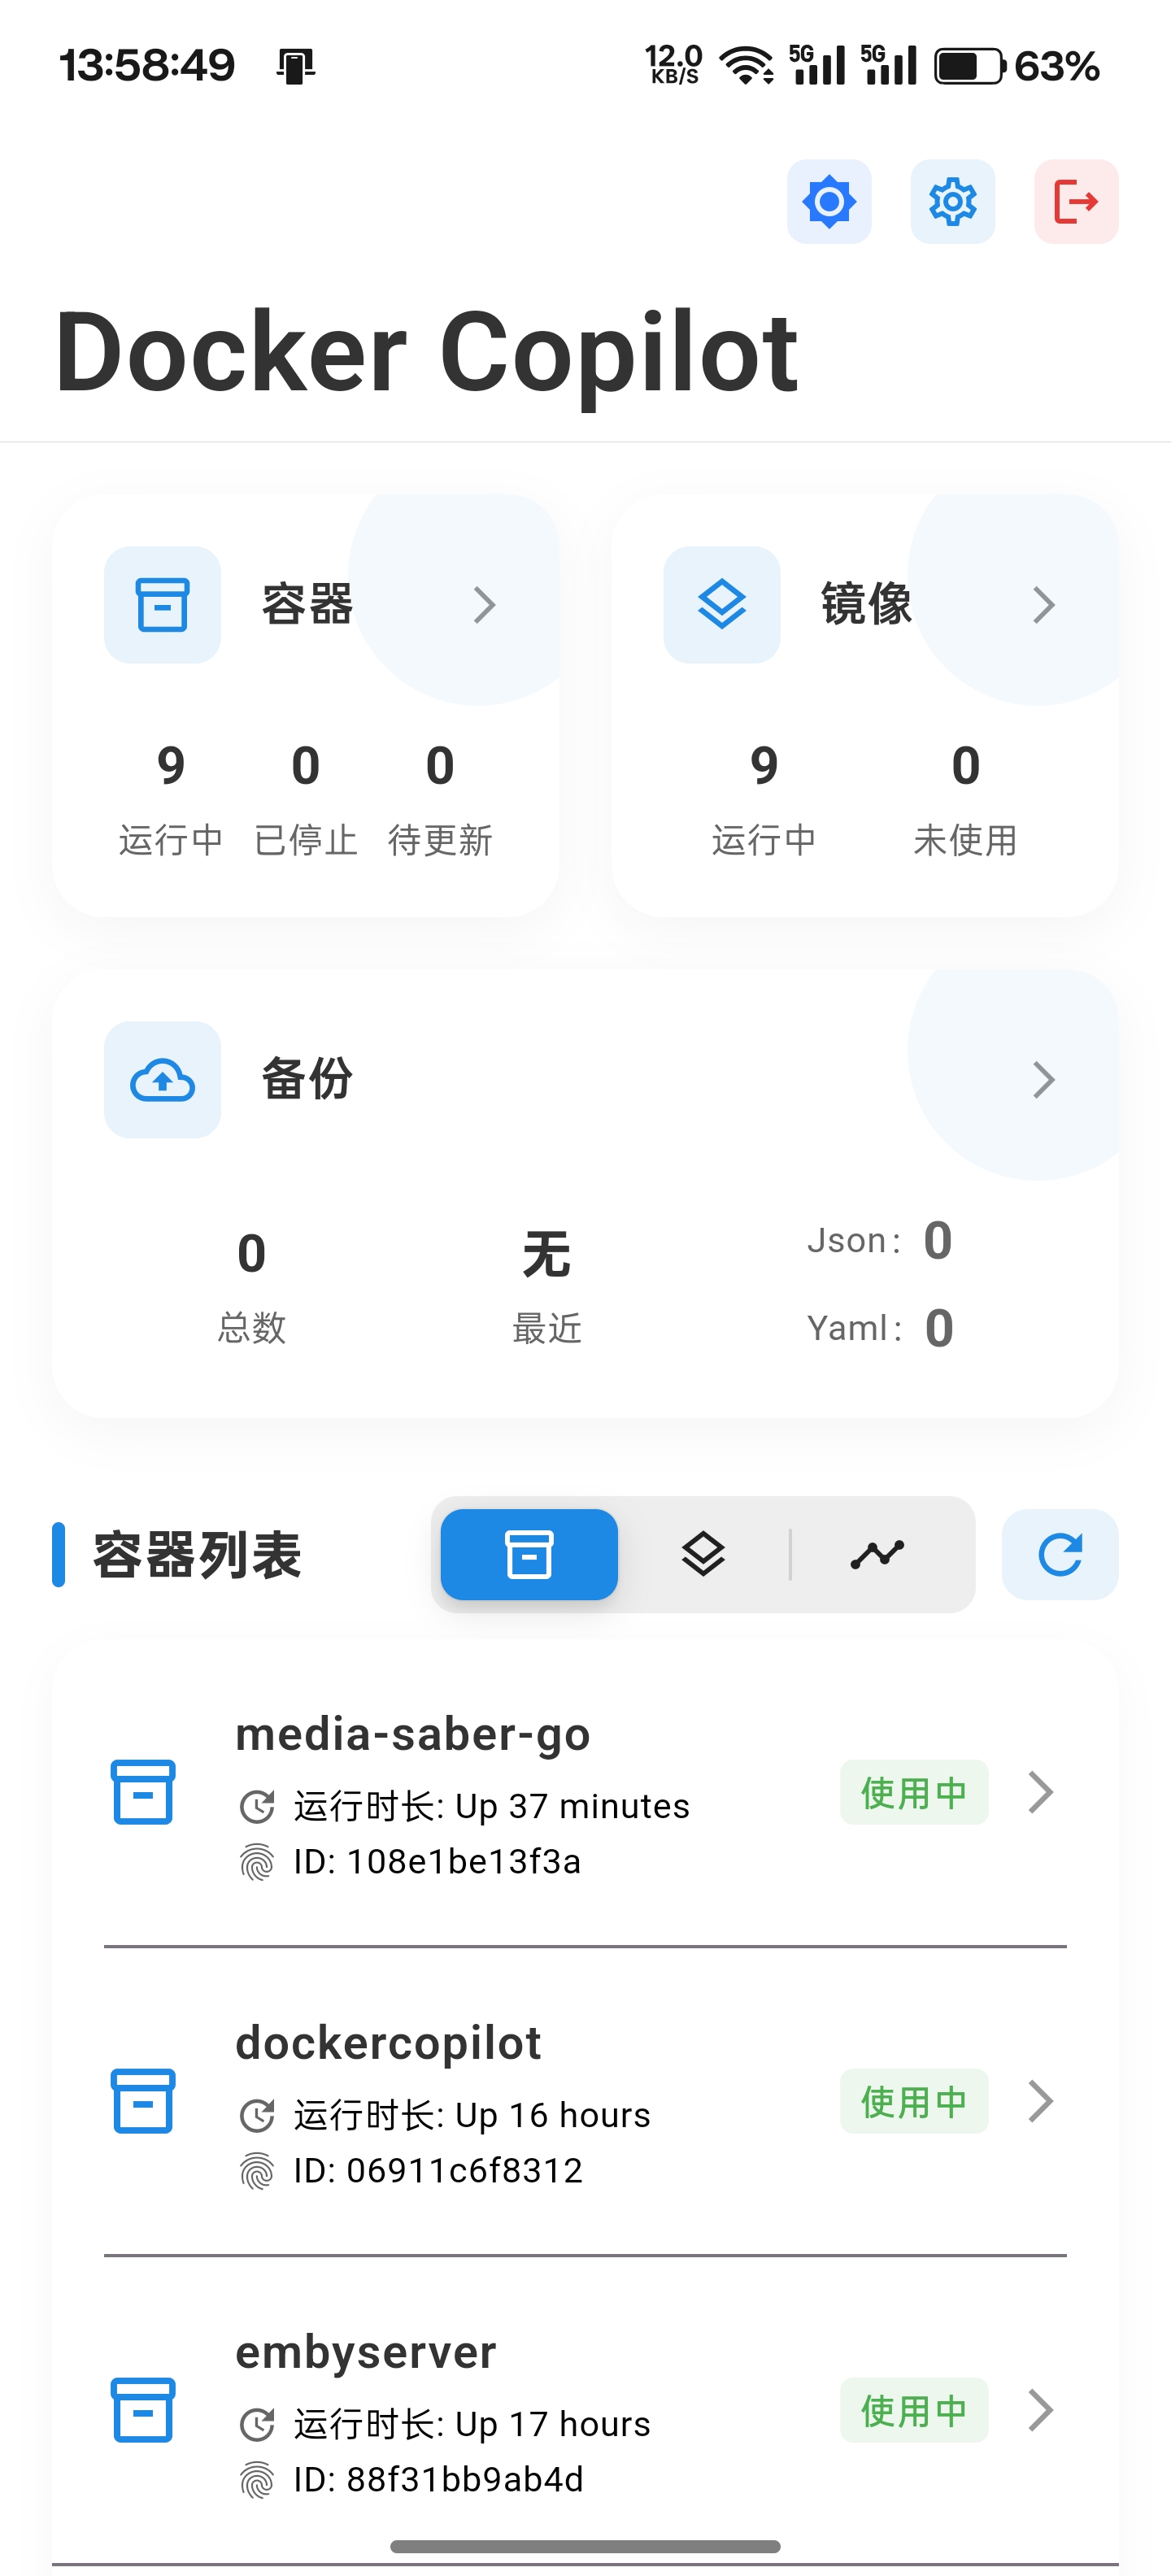 13:58:49
12.0 KB/S 5G 5G 63%
Docker Copilot
容器
9 0 0
运行中 已停止 待更新
镜像
9 0
运行中 未使用
备份
0 无
总数 最近
Json: 0
Yaml: 0
容器列表
media-saber-go
运行时长: Up 37 minutes
ID: 108e1be13f3a
使用中
dockercopilot
运行时长: Up 16 hours
ID: 06911c6f8312
使用中
embyserver
运行时长: Up 17 hours
ID: 88f31bb9ab4d
使用中